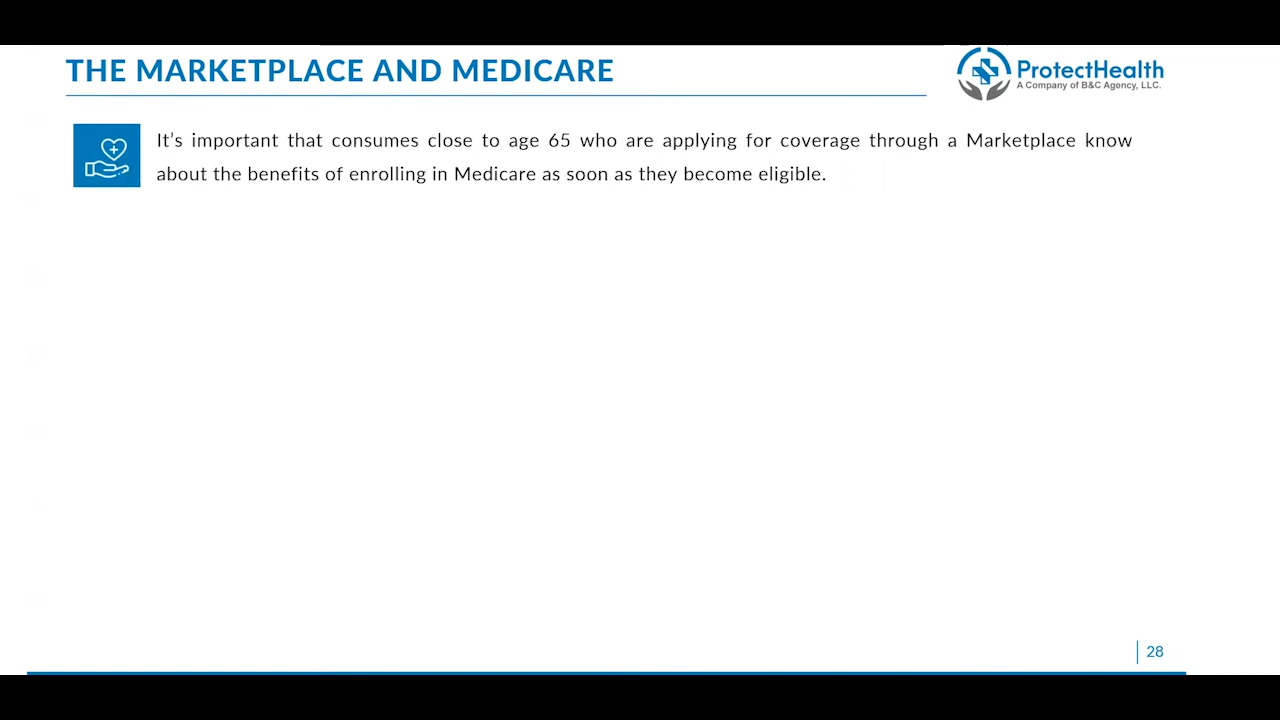 THE MARKETPLACE AND MEDICARE
ProtectHealth
A Company of B&C Agency, LLC.
It’s important that consumes close to age 65 who are applying for coverage through a Marketplace know
about the benefits of enrolling in Medicare as soon as they become eligible.
28